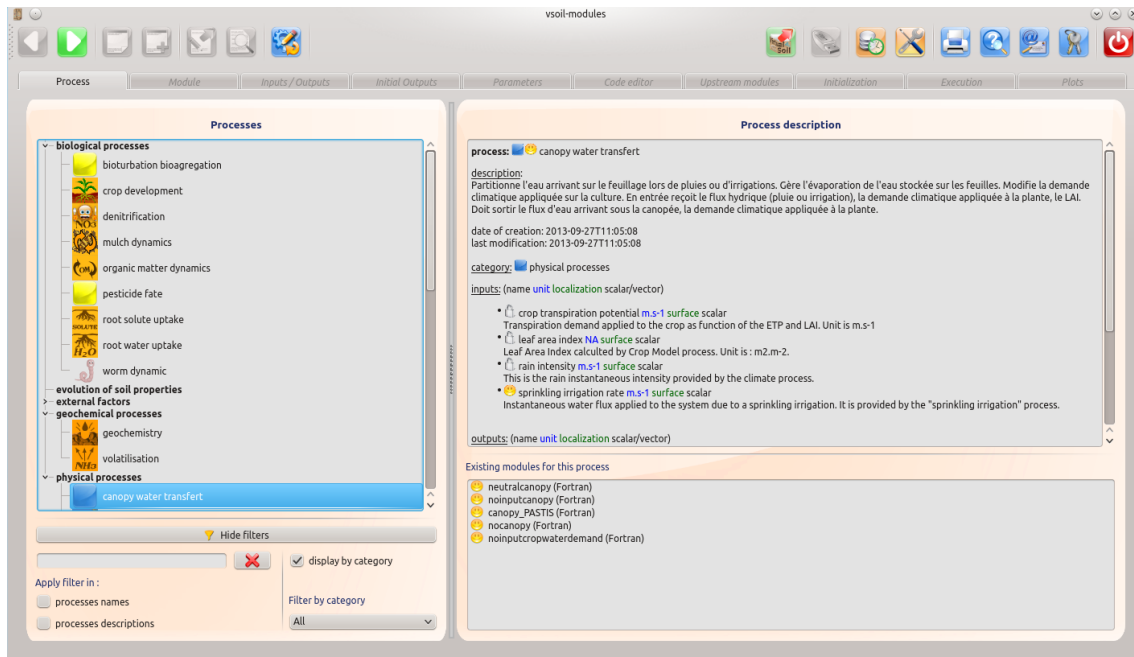 vsoil-modules
Soil
Process Module Inputs / Outputs Initial Outputs Parameters Code editor Upstream modules Initialization Execution Plots
Processes
biological processes
bioturbation bioagregation
crop development
denitrification
NO3
mulch dynamics
organic matter dynamics
OM
pesticide fate
root solute uptake
SOLUTE
root water uptake
H2O
worm dynamic
evolution of soil properties
external factors
geochemical processes
geochemistry
volatilisation
NH3
physical processes
canopy water transfert
Hide filters
display by category
Apply filter in :
processes names
processes descriptions
Filter by category
All
Process description
process: canopy water transfert
description:
Partitionne l'eau arrivant sur le feuillage lors de pluies ou d'irrigations. Gère l'évaporation de l'eau stockée sur les feuilles. Modifie la demande
climatique appliquée sur la culture. En entrée reçoit le flux hydrique (pluie ou irrigation), la demande climatique appliquée à la plante, le LAI.
Doit sortir le flux d'eau arrivant sous la canopée, la demande climatique appliquée à la plante.
date of creation: 2013-09-27T11:05:08
last modification: 2013-09-27T11:05:08
category: physical processes
inputs: (name unit localization scalar/vector)
• crop transpiration potential m.s-1 surface scalar
Transpiration demand applied to the crop as function of the ETP and LAI. Unit is m.s-1
• leaf area index NA surface scalar
Leaf Area Index calculted by Crop Model process. Unit is : m2.m-2.
• rain intensity m.s-1 surface scalar
This is the rain instantaneous intensity provided by the climate process.
• sprinkling irrigation rate m.s-1 surface scalar
Instantaneous water flux applied to the system due to a sprinkling irrigation. It is provided by the "sprinkling irrigation" process.
outputs: (name unit localization scalar/vector)
Existing modules for this process
neutralcanopy (Fortran)
noinputcanopy (Fortran)
canopy_PASTIS (Fortran)
nocanopy (Fortran)
noinputcropwaterdemand (Fortran)